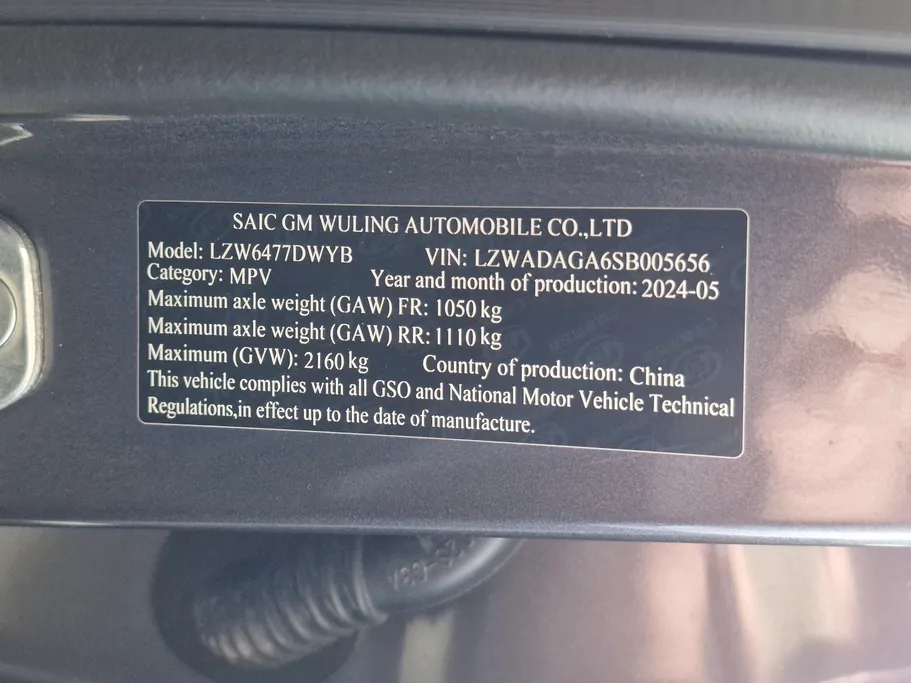 SAIC GM WULING AUTOMOBILE CO.,LTD
Model: LZW6477DWYB VIN: LZWADAGA6SB005656
Category: MPV Year and month of production: 2024-05
Maximum axle weight (GAW) FR: 1050 kg
Maximum axle weight (GAW) RR: 1110 kg
Maximum (GVW): 2160 kg Country of production: China
This vehicle complies with all GSO and National Motor Vehicle Technical
Regulations,in effect up to the date of manufacture.